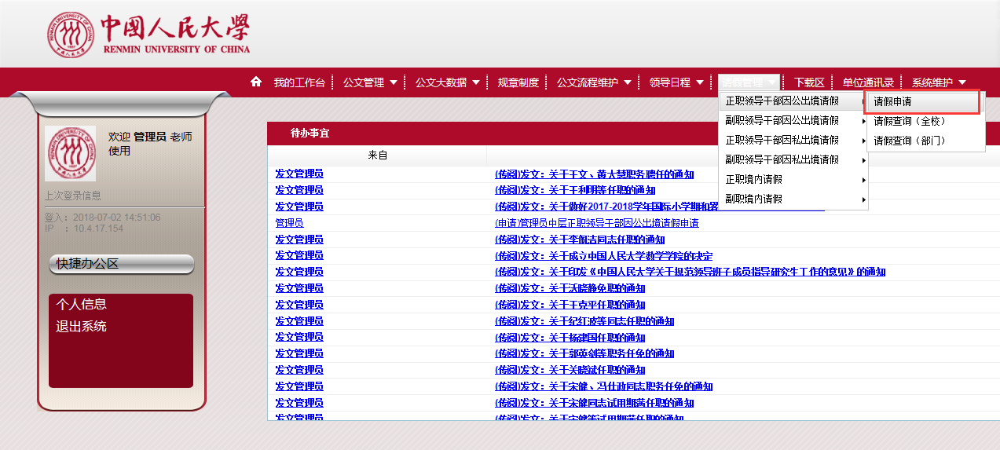 中國人民大學
RENMIN UNIVERSITY OF CHINA
我的工作台 公文管理 公文大数据 规章制度 公文流程维护 领导日程 请假管理 下载区 单位通讯录 系统维护
正职领导干部因公出境请假
副职领导干部因公出境请假
正职领导干部因私出境请假
副职领导干部因私出境请假
正职境内请假
副职境内请假
请假申请
请假查询（全校）
请假查询（部门）
欢迎 管理员 老师
使用
上次登录信息
登入：2018-07-02 14:51:06
IP ：10.4.17.154
快捷办公区
个人信息
退出系统
待办事宜
来自
发文管理员 (传阅)发文：关于王文、黄大慧职务聘任的通知
发文管理员 (传阅)发文：关于王利明等任职的通知
发文管理员 (传阅)发文：关于做好2017-2018学年国际小学期和暑
管理员 (申请)管理员中层正职领导干部因公出境请假申请
发文管理员 (传阅)发文：关于李佩洁同志任职的通知
发文管理员 (传阅)发文：关于成立中国人民大学数学学院的决定
发文管理员 (传阅)发文：关于印发《中国人民大学关于规范领导班子成员指导研究生工作的意见》的通知
发文管理员 (传阅)发文：关于沃晓静免职的通知
发文管理员 (传阅)发文：关于王克平任职的通知
发文管理员 (传阅)发文：关于纪红波等同志任职的通知
发文管理员 (传阅)发文：关于杨建国任职的通知
发文管理员 (传阅)发文：关于郭英剑等职务任免的通知
发文管理员 (传阅)发文：关于关晓斌任职的通知
发文管理员 (传阅)发文：关于宋健、冯仕政同志职务任免的通知
发文管理员 (传阅)发文：关于宋健同志试用期满任职的通知
发文管理员 (传阅)发文：关于宋健等试用期满任职的通知